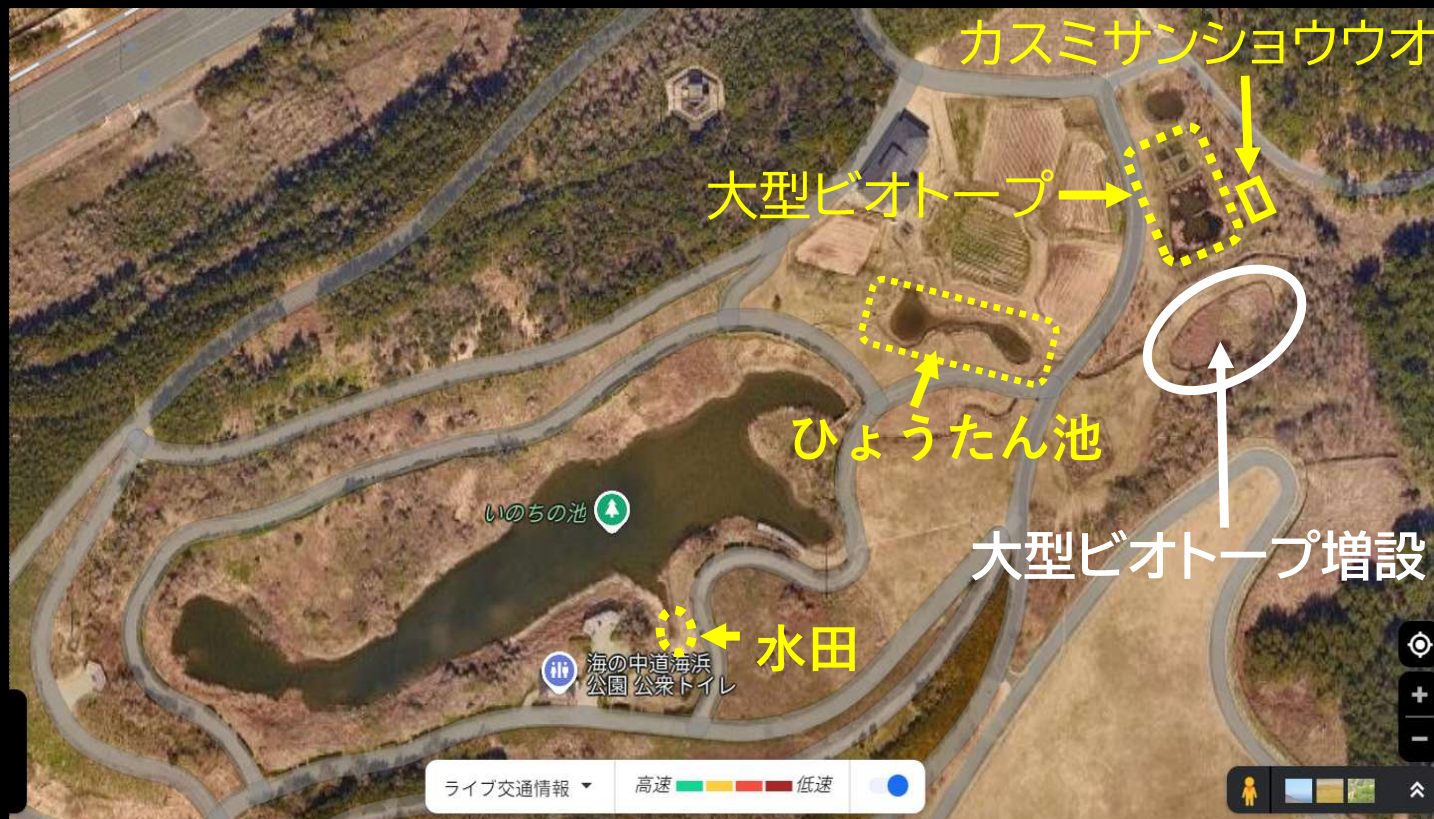 カスミサンショウウオ
大型ビオトープ
ひょうたん池
いのちの池
大型ビオトープ増設
水田
海の中道海浜
公園 公衆トイレ
ライブ交通情報
高速
低速